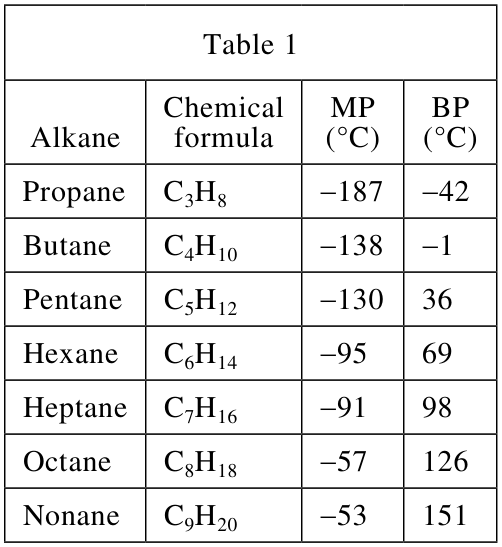 Table 1
Alkane Chemical formula MP (°C) BP (°C)
Propane C₃H₈ –187 –42
Butane C₄H₁₀ –138 –1
Pentane C₅H₁₂ –130 36
Hexane C₆H₁₄ –95 69
Heptane C₇H₁₆ –91 98
Octane C₈H₁₈ –57 126
Nonane C₉H₂₀ –53 151